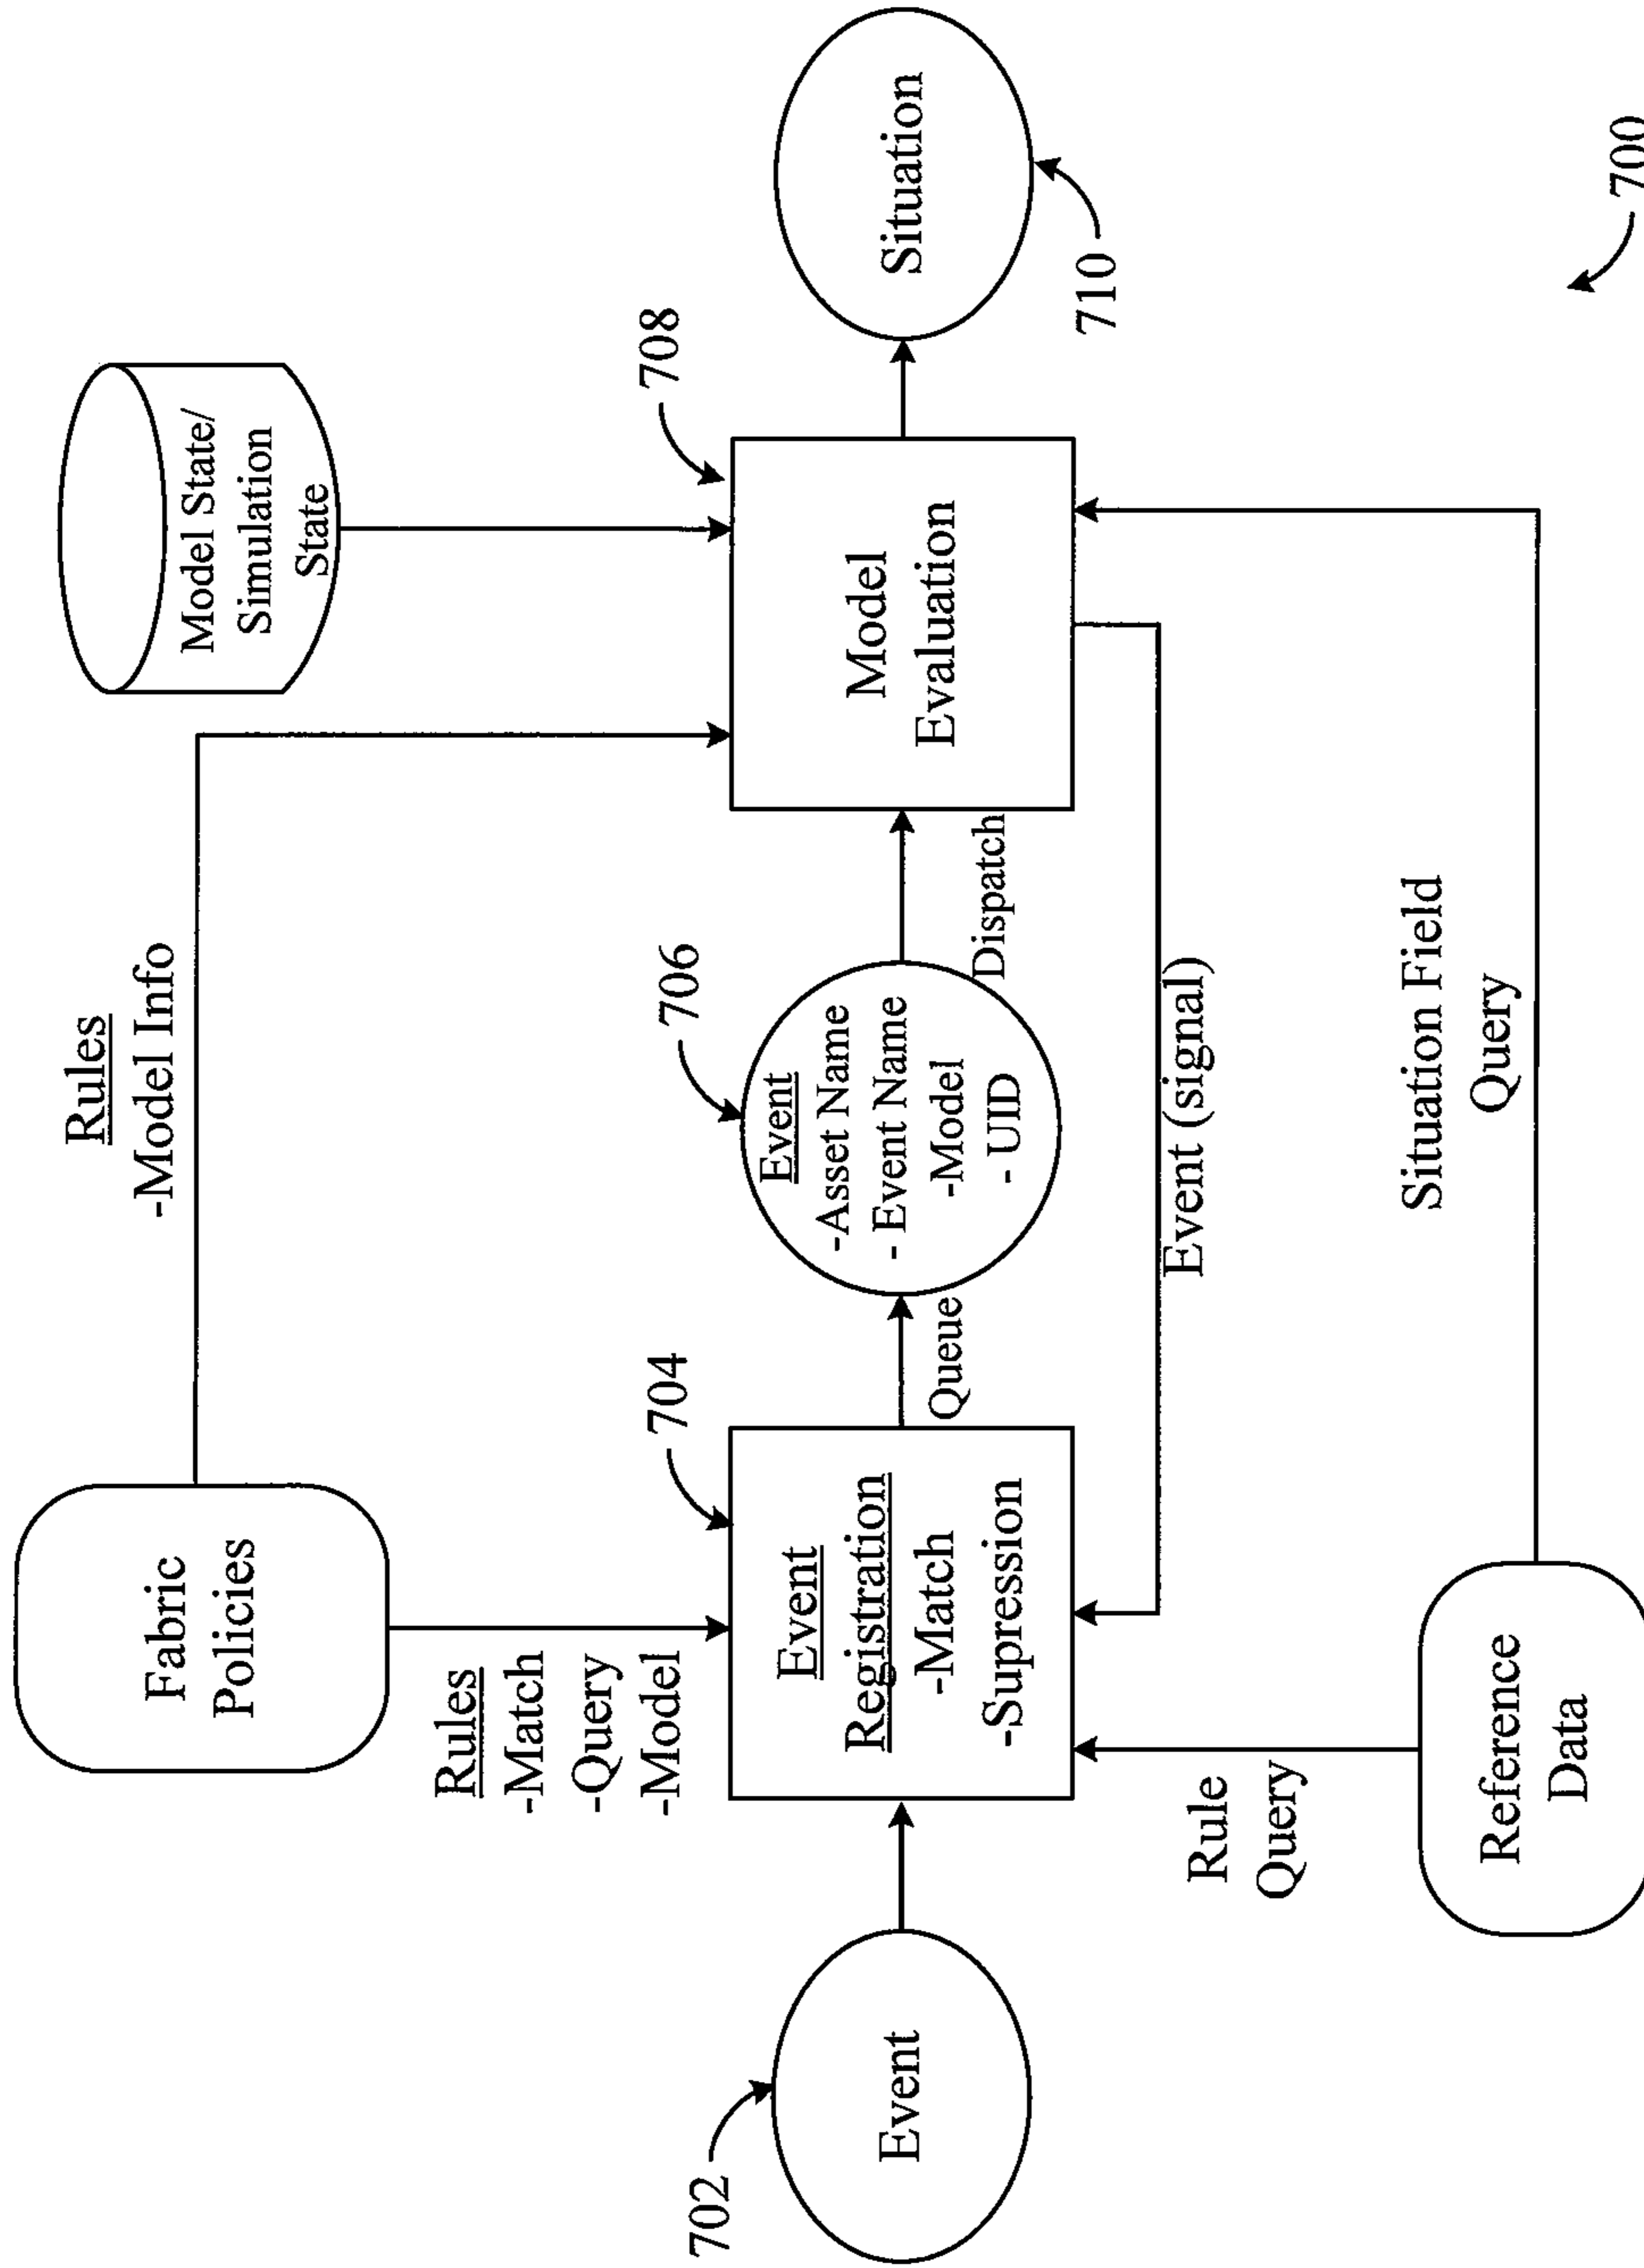 Fabric
Policies
Rules
-Model Info
Model State/
Simulation
State
Rules
-Match
-Query
-Model
704
706
708
702
Event
Event
Registration
-Match
-Supression
Queue
Event
-Asset Name
- Event Name
-Model
- UID
Dispatch
Model
Evaluation
Situation
710
Event (signal)
Rule
Query
Situation Field
Query
Reference
Data
700